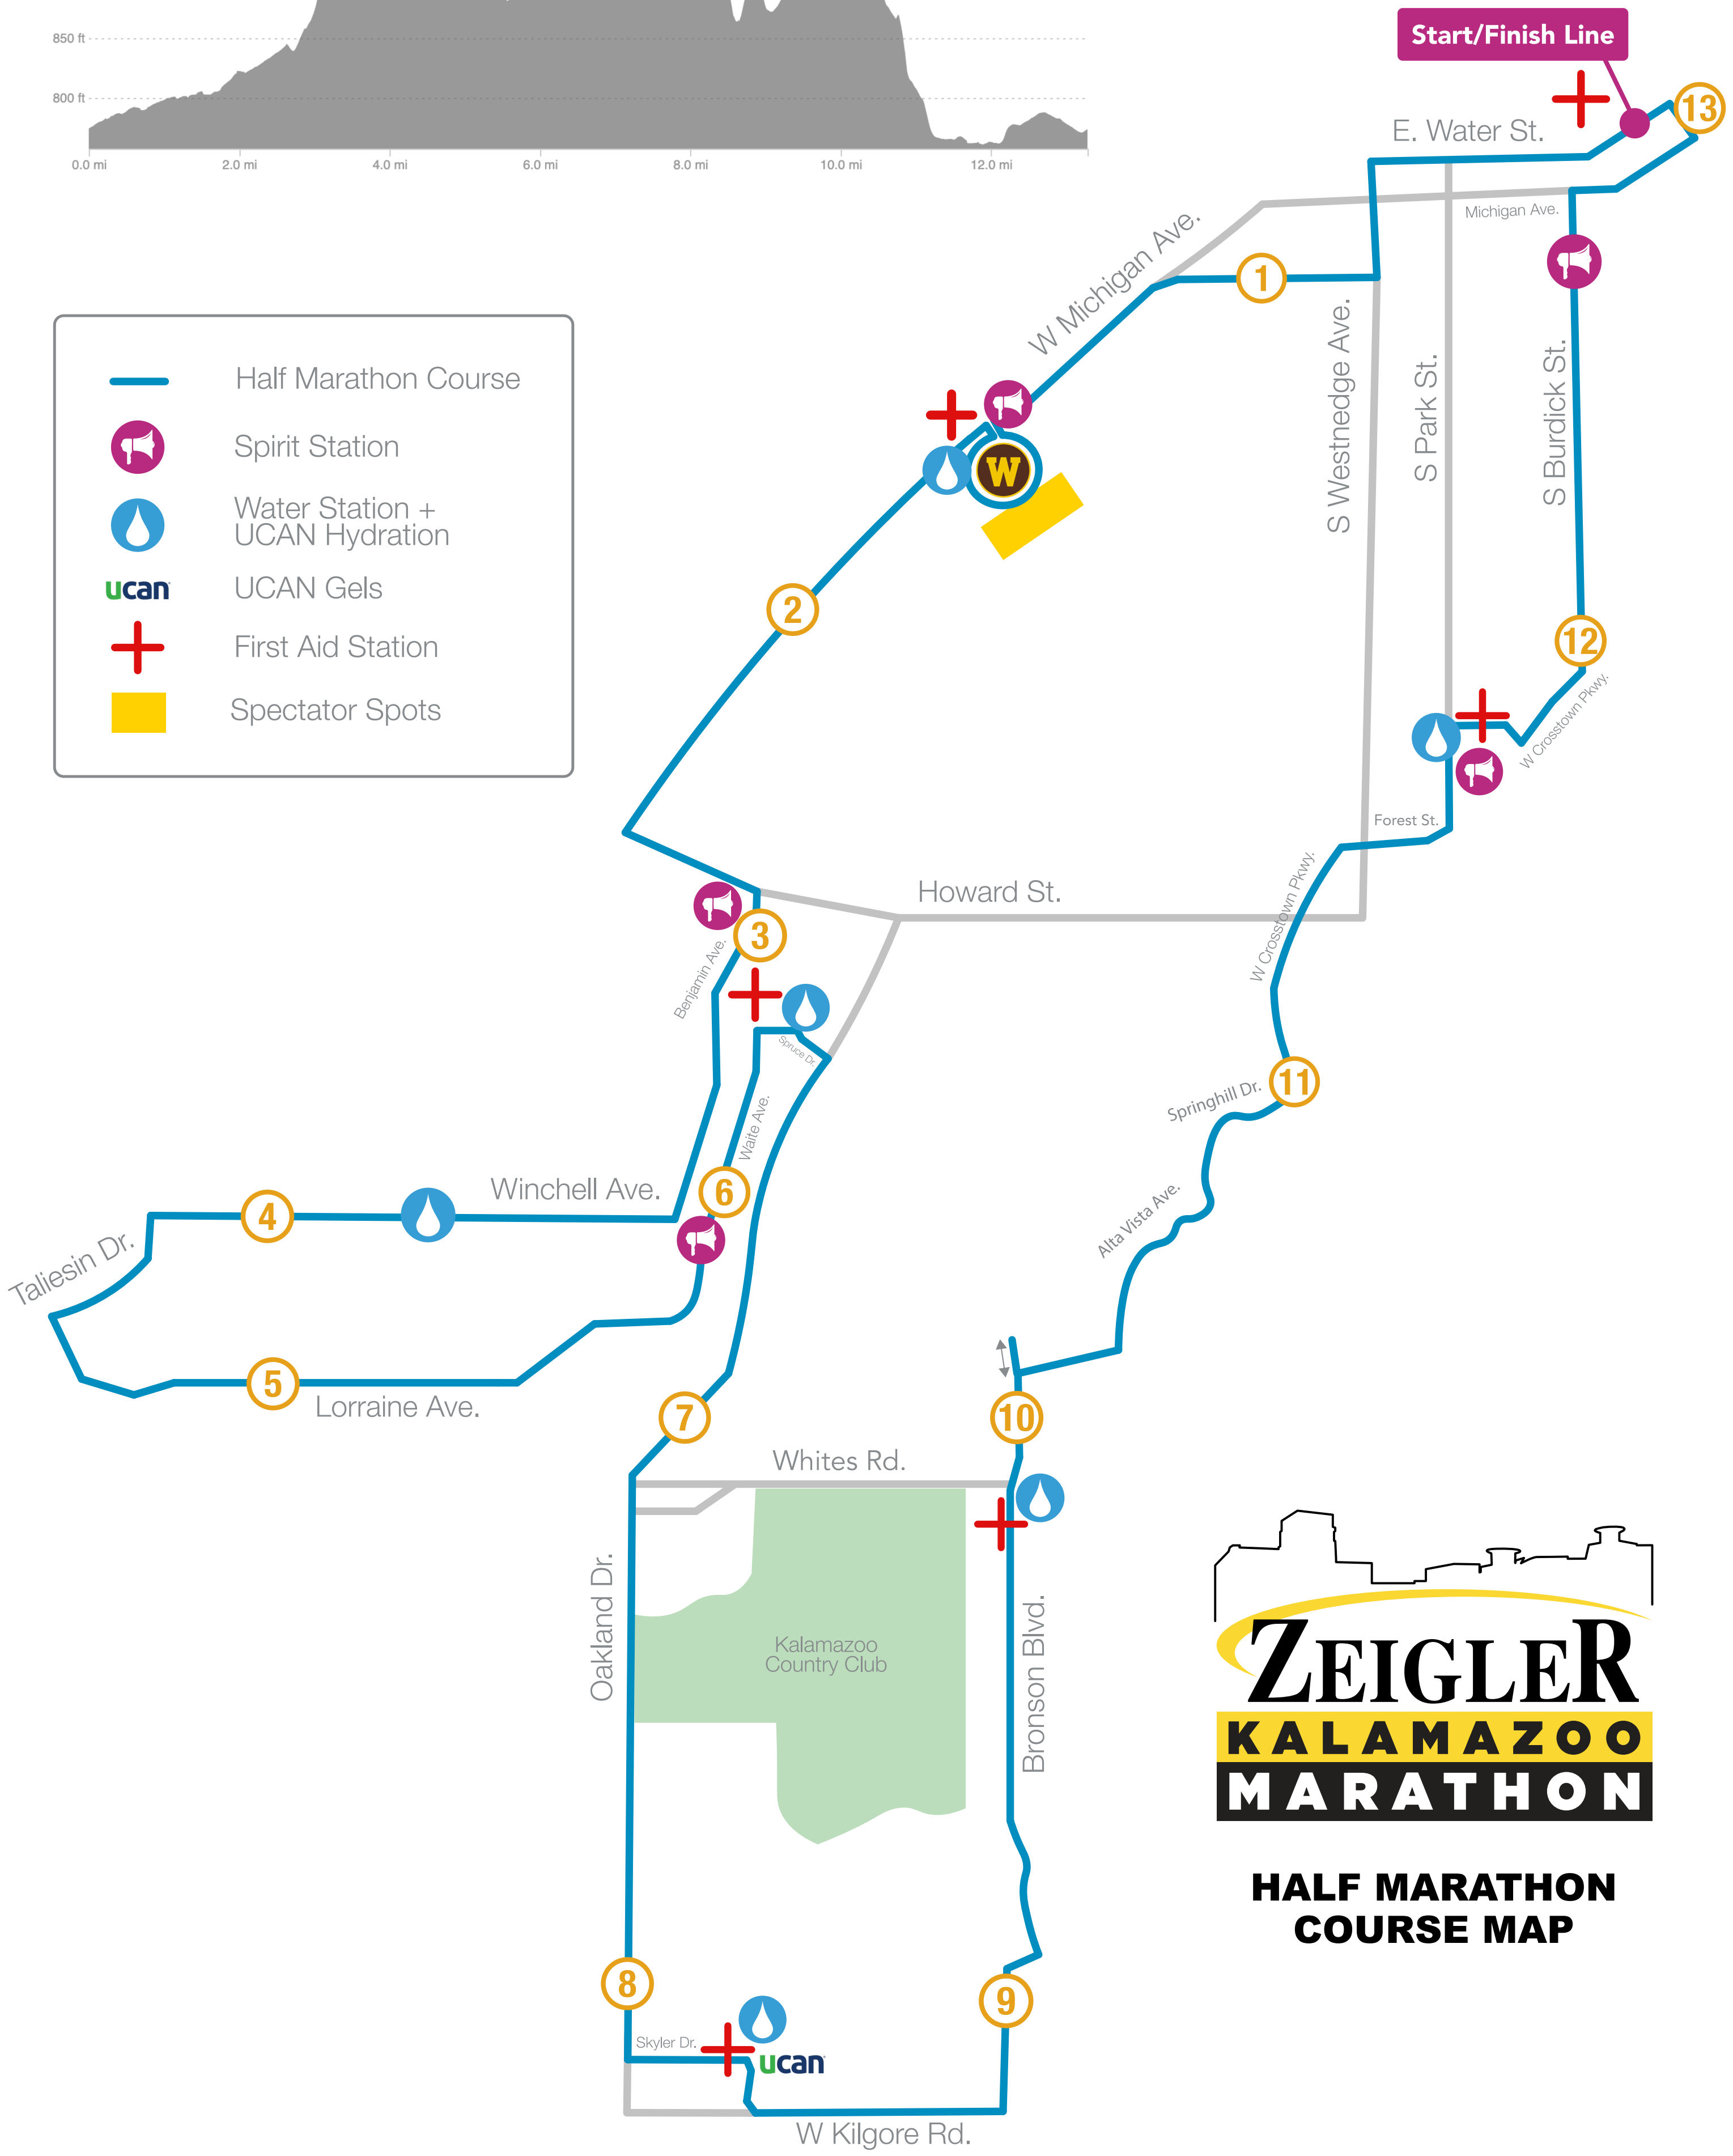 850 ft
800 ft
0.0 mi
2.0 mi
4.0 mi
6.0 mi
8.0 mi
10.0 mi
12.0 mi
Start/Finish Line
13
E. Water St.
Michigan Ave.
W Michigan Ave.
1
S Westnedge Ave.
S Park St.
S Burdick St.
Half Marathon Course
Spirit Station
Water Station +
UCAN Hydration
ucan
UCAN Gels
First Aid Station
Spectator Spots
W
2
12
W Crosstown Pkwy.
Forest St.
Howard St.
W Crosstown Pkwy.
3
Benjamin Ave.
Spruce Dr.
11
Springhill Dr.
Waite Ave.
Winchell Ave.
6
4
Alta Vista Ave.
Taliesin Dr.
5
Lorraine Ave.
7
10
Whites Rd.
Oakland Dr.
Kalamazoo
Country Club
Bronson Blvd.
ZEIGLER
KALAMAZOO
MARATHON
HALF MARATHON
COURSE MAP
8
9
Skyler Dr.
ucan
W Kilgore Rd.